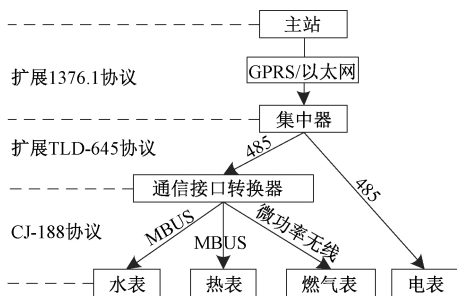 主站
GPRS/以太网
扩展1376.1协议
集中器
扩展TLD-645协议
485
485
通信接口转换器
CJ-188协议
MBUS
MBUS
微功率无线
水表
热表
燃气表
电表